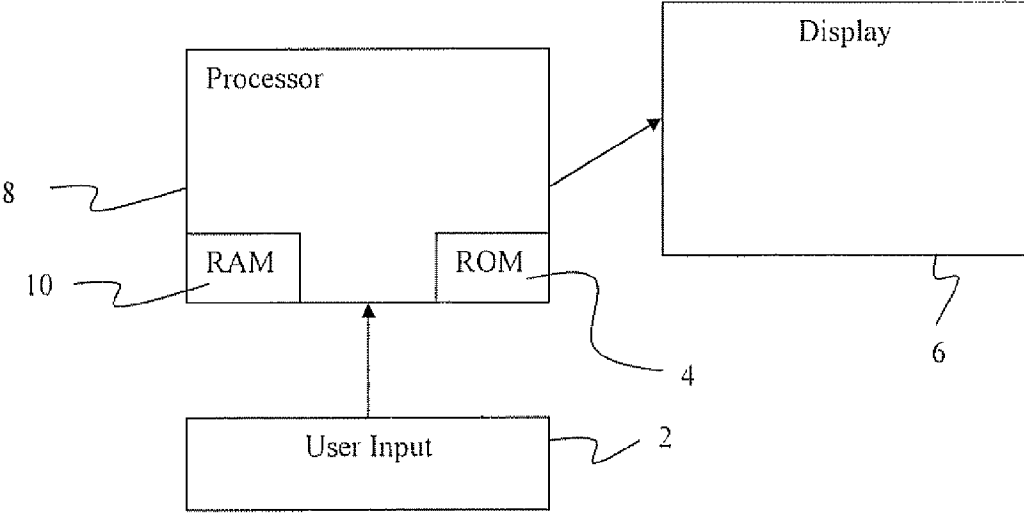 Display
Processor
8
RAM
ROM
10
6
4
User Input
2